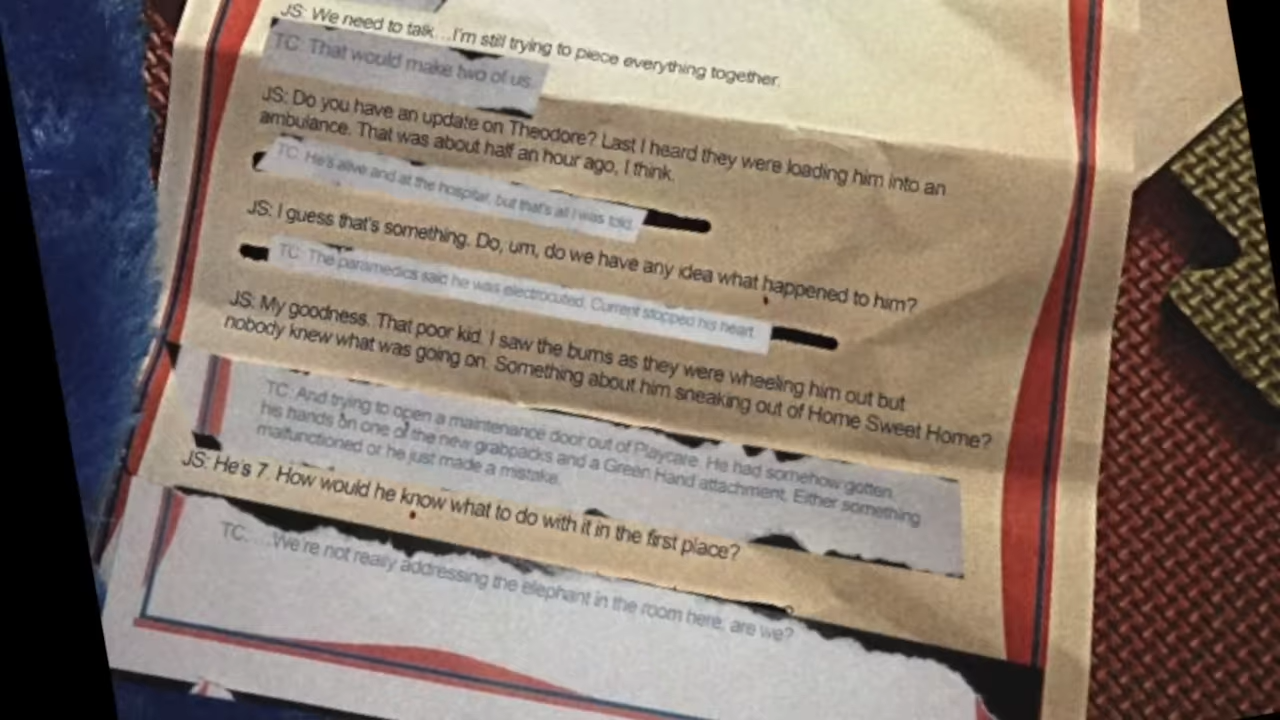 JS: We need to talk...I'm still trying to piece everything together.
TC: That would make two of us.
JS: Do you have an update on Theodore? Last I heard they were loading him into an
ambulance. That was about half an hour ago, I think.
TC: He's alive and at the hospital, but that's all I was told.
JS: I guess that's something. Do, um, do we have any idea what happened to him?
TC: The paramedics said he was electrocuted. Current stopped his heart.
JS: My goodness. That poor kid. I saw the burns as they were wheeling him out but
nobody knew what was going on. Something about him sneaking out of Home Sweet Home?
TC: And trying to open a maintenance door out of Playcare. He had somehow gotten
his hands on one of the new grabpacks and a Green Hand attachment. Either something
malfunctioned or he just made a mistake.
JS: He's 7. How would he know what to do with it in the first place?
TC: ...We're not really addressing the elephant in the room here, are we?